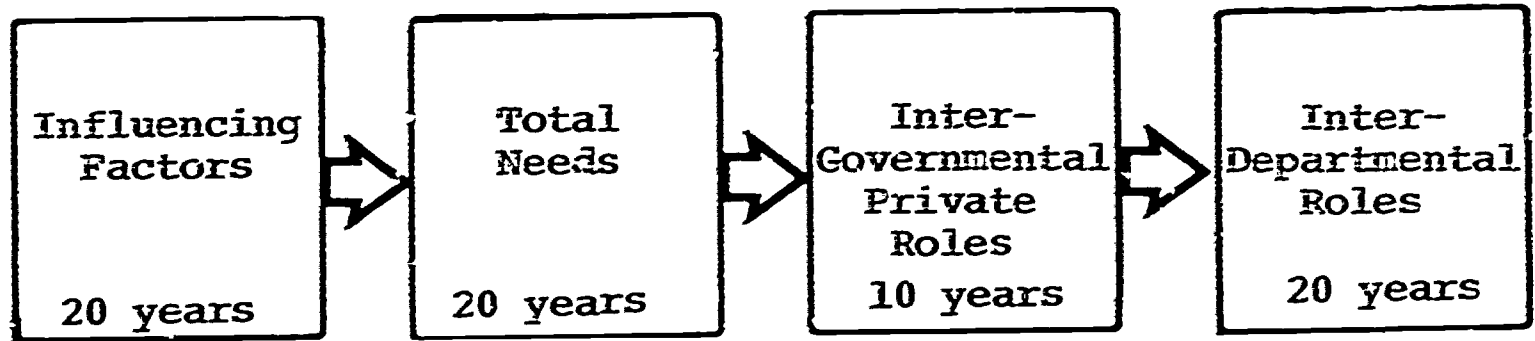 Influencing
Factors
20 years
Total
Needs
20 years
Inter-
Governmental
Private
Roles
10 years
Inter-
Departmental
Roles
20 years